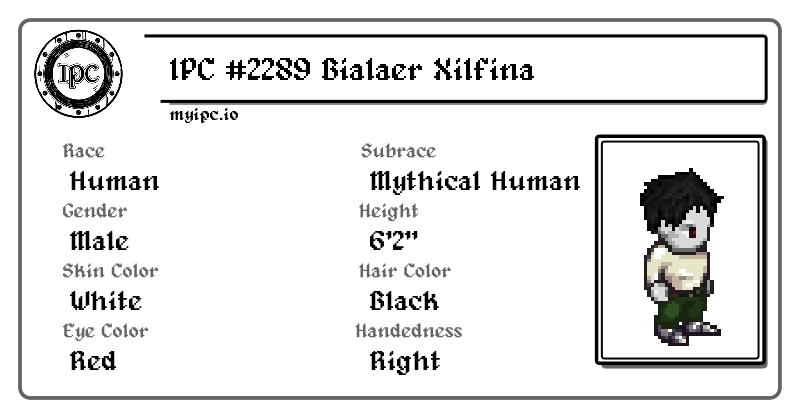 IPC
IPC #2289 Bialaer Xilfina
myipc.io
Race
Subrace
Human
Mythical Human
Gender
Height
Male
6'2"
Skin Color
Hair Color
White
Black
Eye Color
Handedness
Red
Right